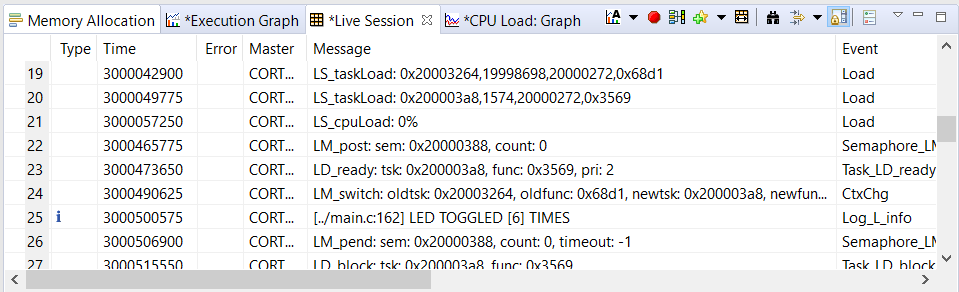 Memory Allocation *Execution Graph *Live Session *CPU Load: Graph
Type Time Error Master Message Event
19 3000042900 CORT... LS_taskLoad: 0x20003264,19998698,20000272,0x68d1 Load
20 3000049775 CORT... LS_taskLoad: 0x200003a8,1574,20000272,0x3569 Load
21 3000057250 CORT... LS_cpuLoad: 0% Load
22 3000465775 CORT... LM_post: sem: 0x20000388, count: 0 Semaphore_LM
23 3000473650 CORT... LD_ready: tsk: 0x200003a8, func: 0x3569, pri: 2 Task_LD_ready
24 3000490625 CORT... LM_switch: oldtsk: 0x20003264, oldfunc: 0x68d1, newtsk: 0x200003a8, newfun... CtxChg
25 i 3000500575 CORT... [../main.c:162] LED TOGGLED [6] TIMES Log_L_info
26 3000506900 CORT... LM_pend: sem: 0x20000388, count: 0, timeout: -1 Semaphore_LM
27 3000515550 CORT... LD_block: tsk: 0x200003a8, func: 0x3569 Task_LD_block